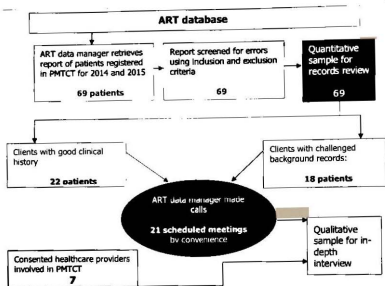 ART database
ART data manager retrieves
report of patients registered
in PMTCT for 2014 and 2015
69 patients
Report screened for errors
using inclusion and exclusion
criteria
69
Quantitative
sample for
records review
69
Clients with good clinical
history
22 patients
Clients with challenged
background records:
18 patients
ART data manager made
calls
21 scheduled meetings
by convenience
Qualitative
sample for in-
depth
interview
Consented healthcare providers
involved in PMTCT
7